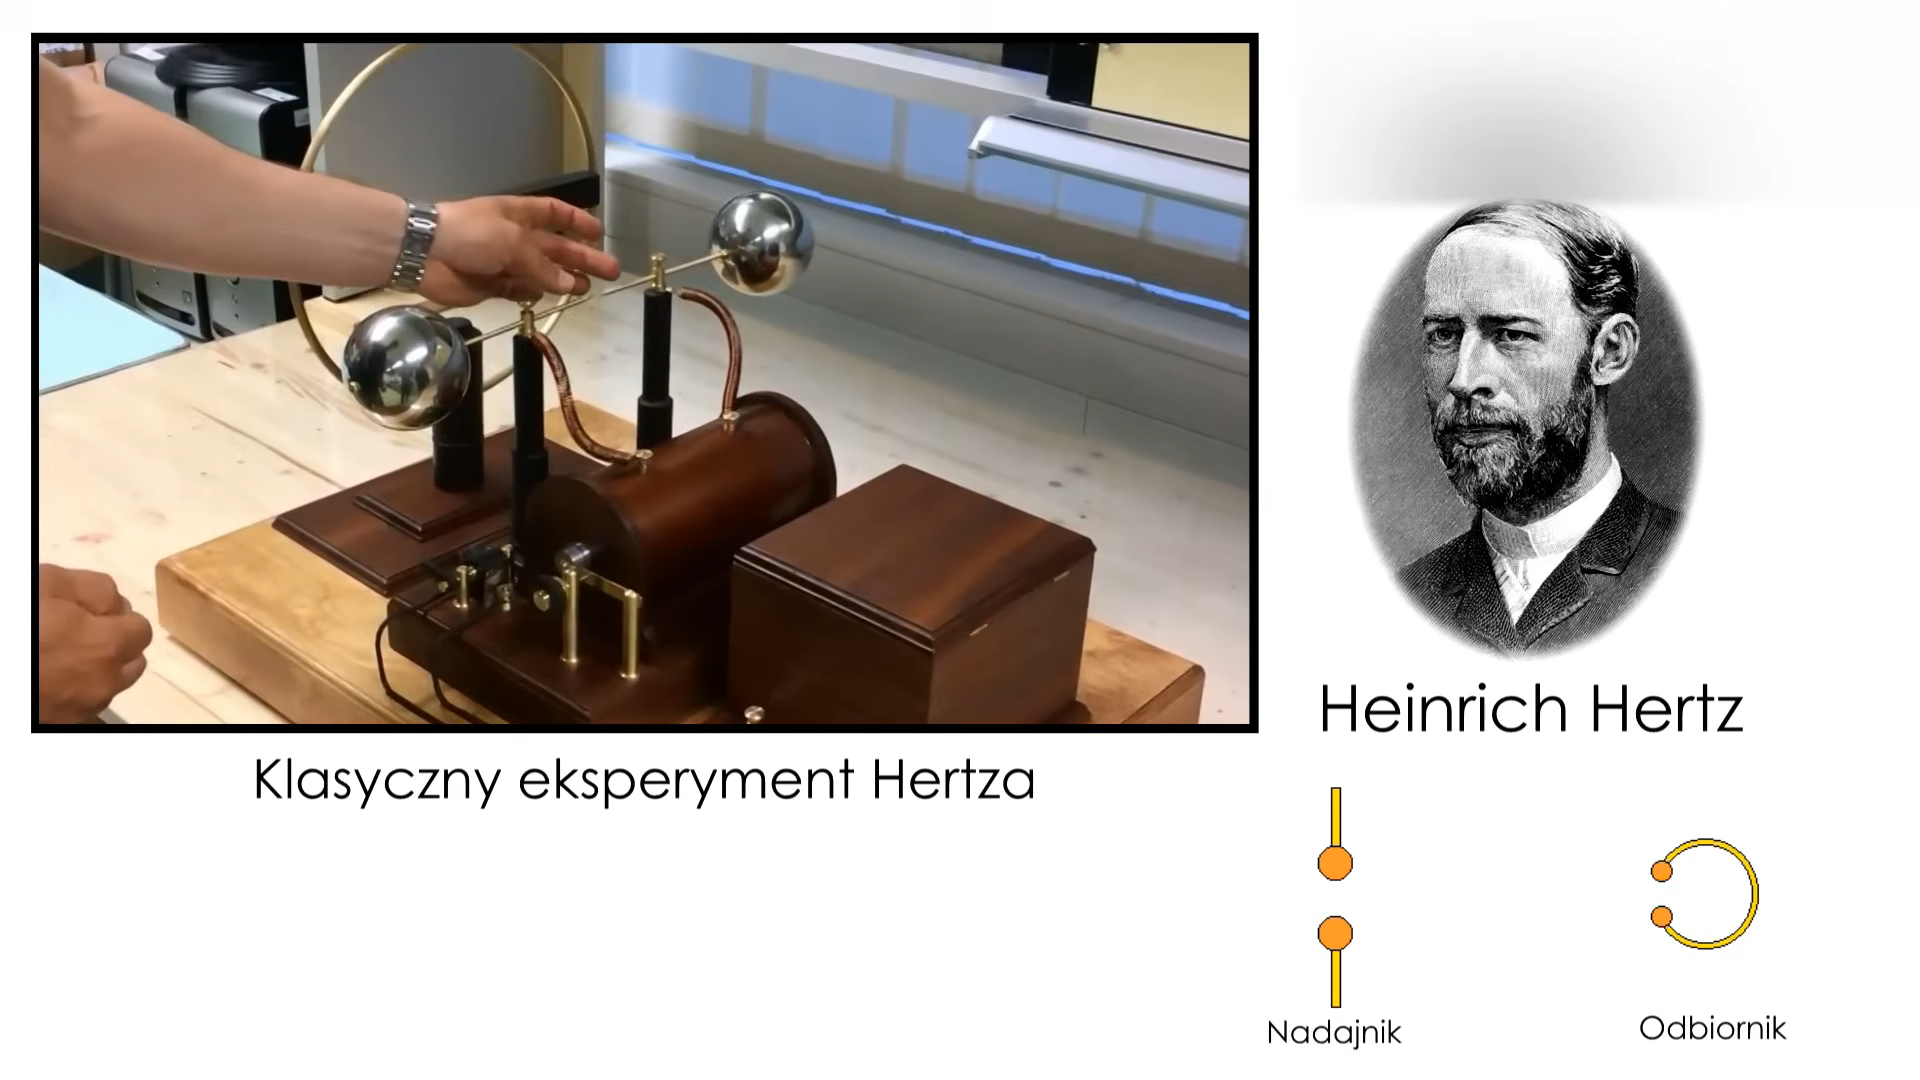 Klasyczny eksperyment Hertza
Heinrich Hertz
Nadajnik
Odbiornik